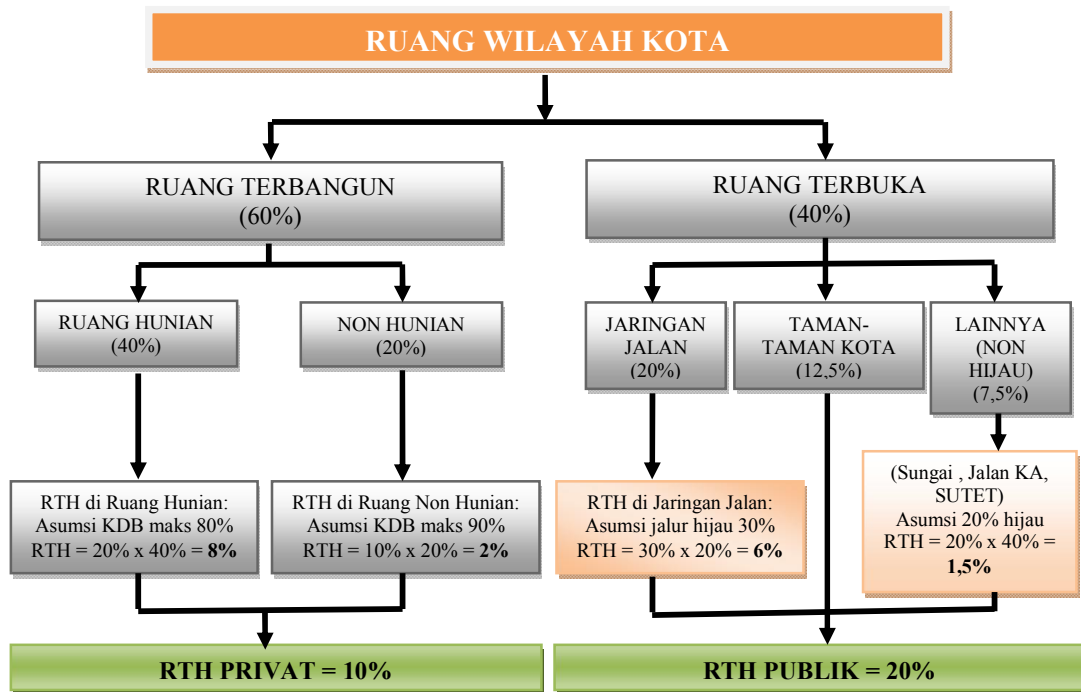 RUANG WILAYAH KOTA
RUANG TERBANGUN
(60%)
RUANG TERBUKA
(40%)
RUANG HUNIAN
(40%)
NON HUNIAN
(20%)
JARINGAN
JALAN
(20%)
TAMAN-
TAMAN KOTA
(12,5%)
LAINNYA
(NON
HIJAU)
(7,5%)
RTH di Ruang Hunian:
Asumsi KDB maks 80%
RTH = 20% x 40% = 8%
RTH di Ruang Non Hunian:
Asumsi KDB maks 90%
RTH = 10% x 20% = 2%
RTH di Jaringan Jalan:
Asumsi jalur hijau 30%
RTH = 30% x 20% = 6%
(Sungai , Jalan KA,
SUTET)
Asumsi 20% hijau
RTH = 20% x 40% =
1,5%
RTH PRIVAT = 10%
RTH PUBLIK = 20%